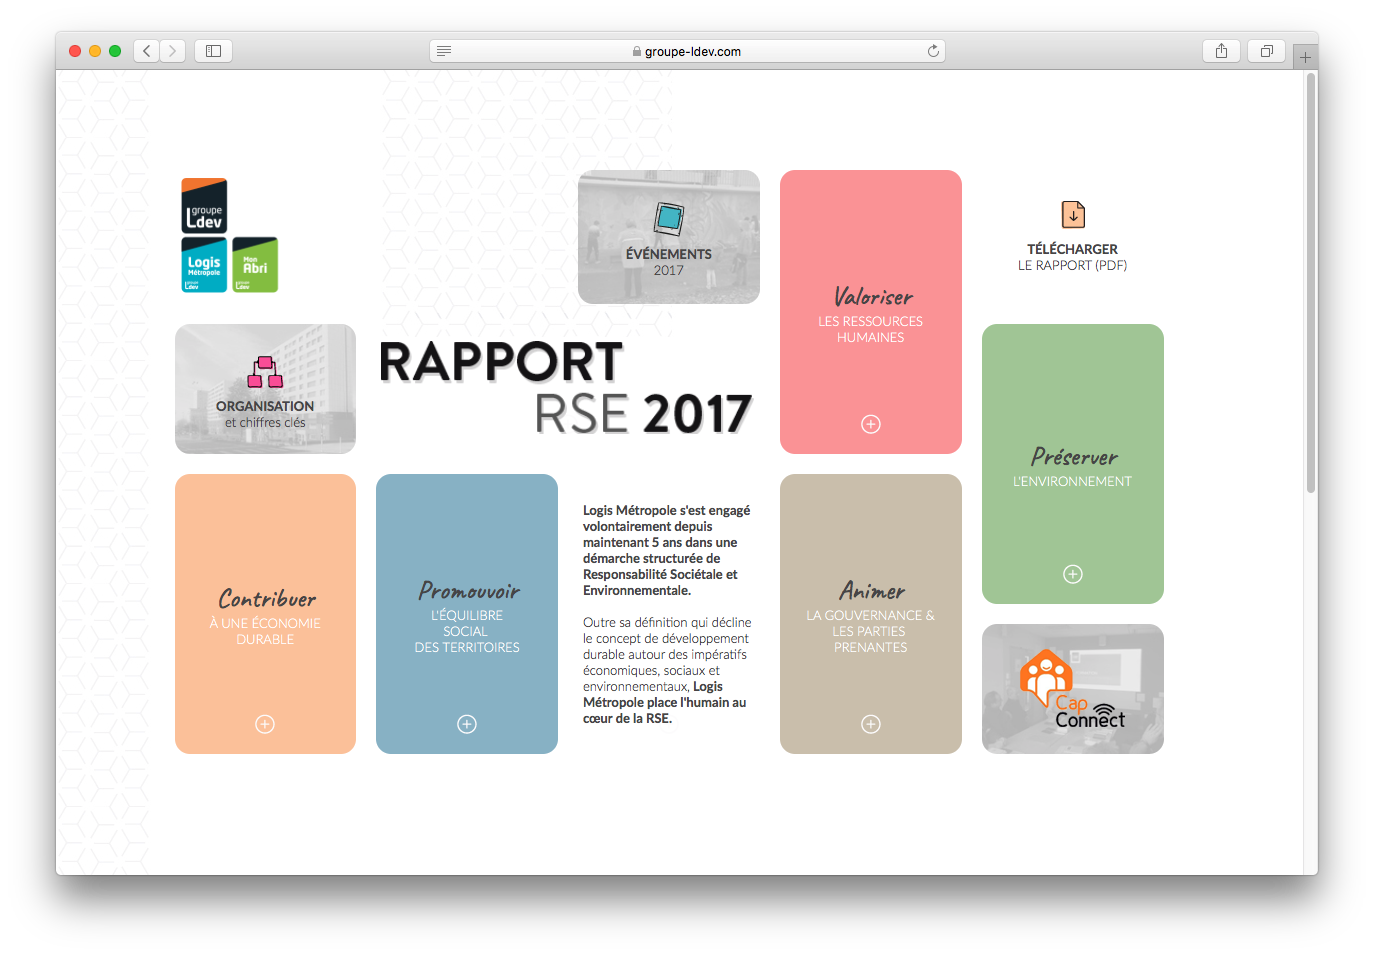 groupe-ldev.com
groupe
Ldev
Logis
Métropole
groupe
Ldev
Mon
Abri
groupe
Ldev
ÉVÉNEMENTS
2017
Valoriser
LES RESSOURCES
HUMAINES
TÉLÉCHARGER
LE RAPPORT (PDF)
ORGANISATION
et chiffres clés
RAPPORT
RSE 2017
Préserver
L'ENVIRONNEMENT
Contribuer
À UNE ÉCONOMIE
DURABLE
Promouvoir
L'ÉQUILIBRE
SOCIAL
DES TERRITOIRES
Logis Métropole s'est engagé
volontairement depuis
maintenant 5 ans dans une
démarche structurée de
Responsabilité Sociétale et
Environnementale.
Outre sa définition qui décline
le concept de développement
durable autour des impératifs
économiques, sociaux et
environnementaux, Logis
Métropole place l'humain au
cœur de la RSE.
Animer
LA GOUVERNANCE &
LES PARTIES
PRENANTES
Cap
Connect